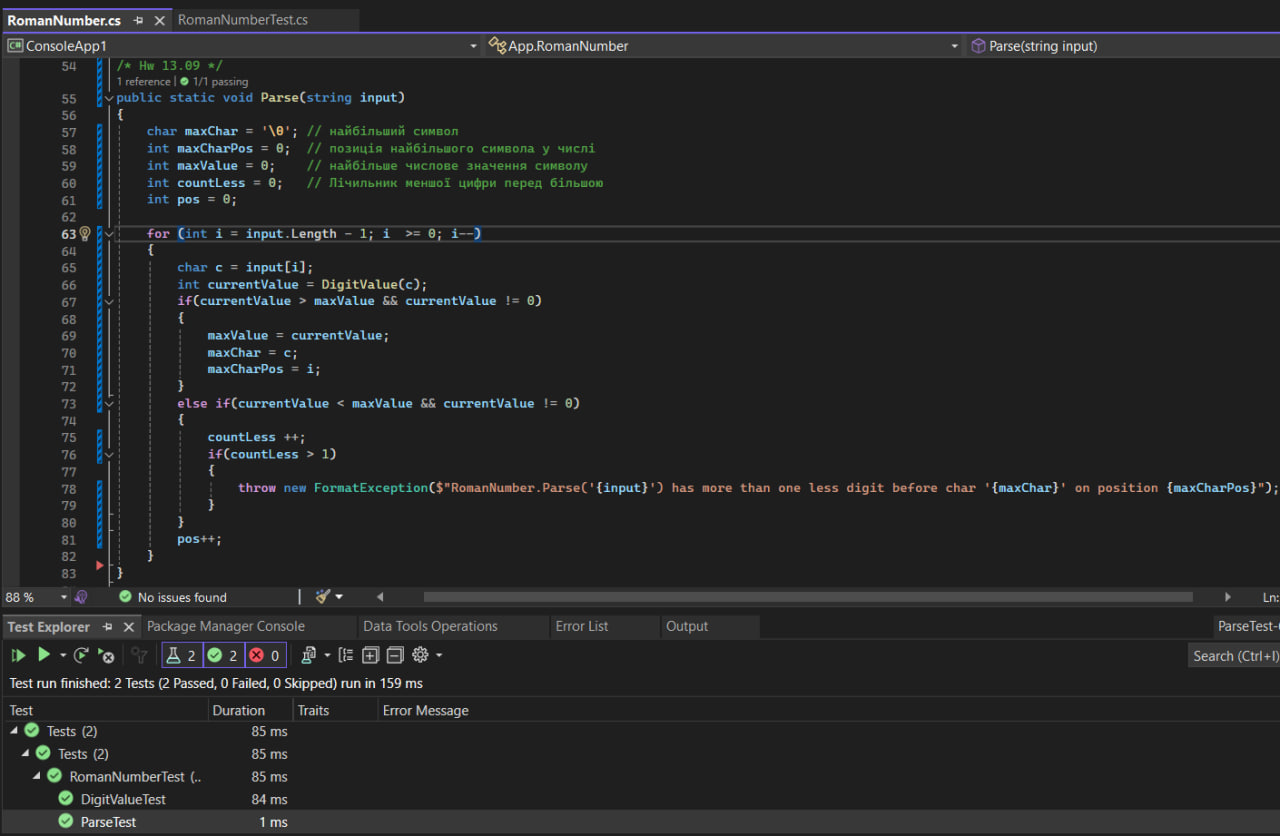 RomanNumber.cs
RomanNumberTest.cs
ConsoleApp1
App.RomanNumber
Parse(string input)
54 /* Hw 13.09 */
1 reference | 1/1 passing
55 public static void Parse(string input)
56 {
57 char maxChar = '\0'; // найбільший символ
58 int maxCharPos = 0; // позиція найбільшого символа у числі
59 int maxValue = 0; // найбільше числове значення символу
60 int countLess = 0; // Лічильник меншої цифри перед більшою
61 int pos = 0;
62
63 for (int i = input.Length - 1; i  >= 0; i--)
64 {
65 char c = input[i];
66 int currentValue = DigitValue(c);
67 if(currentValue > maxValue && currentValue != 0)
68 {
69 maxValue = currentValue;
70 maxChar = c;
71 maxCharPos = i;
72 }
73 else if(currentValue < maxValue && currentValue != 0)
74 {
75 countLess ++;
76 if(countLess > 1)
77 {
78 throw new FormatException($"RomanNumber.Parse('{input}') has more than one less digit before char '{maxChar}' on position {maxCharPos}");
79 }
80 }
81 pos++;
82 }
83 }
88 %
No issues found
Ln:
Test Explorer
Package Manager Console
Data Tools Operations
Error List
Output
ParseTest-
2 2 0
Search (Ctrl+I)
Test run finished: 2 Tests (2 Passed, 0 Failed, 0 Skipped) run in 159 ms
Test Duration Traits Error Message
Tests (2) 85 ms
Tests (2) 85 ms
RomanNumberTest (.. 85 ms
DigitValueTest 84 ms
ParseTest 1 ms